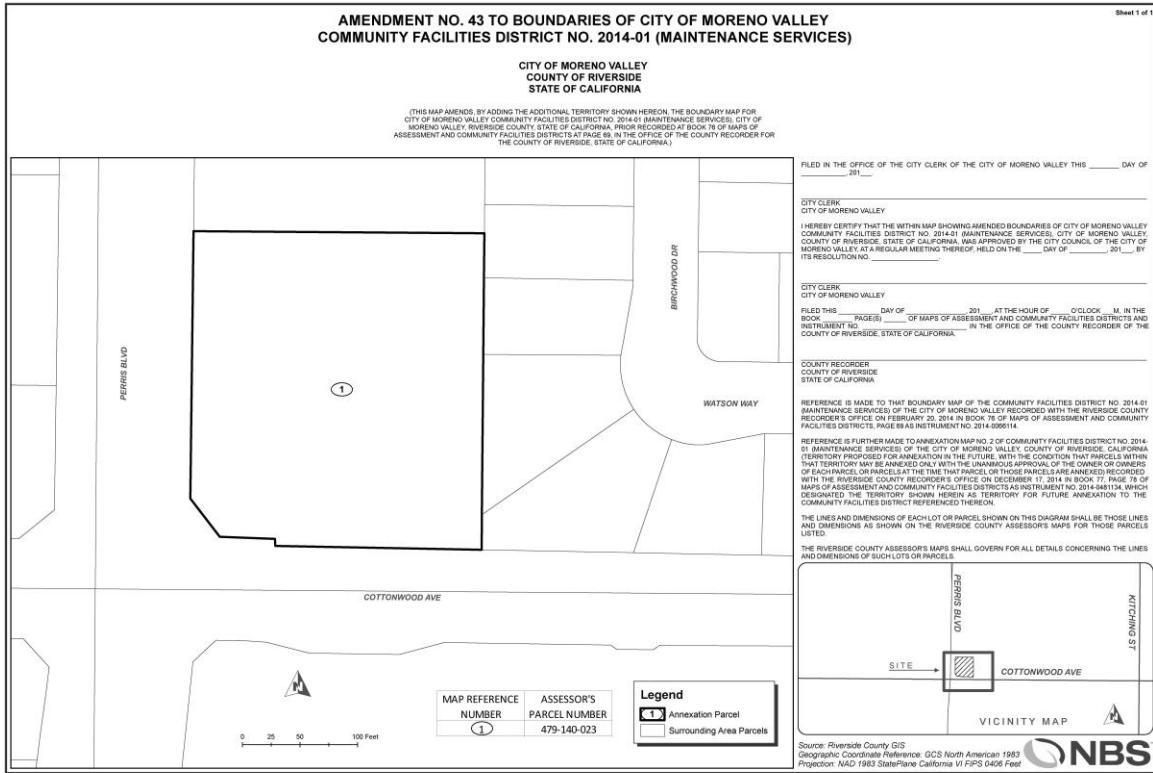 Sheet 1 of 1
AMENDMENT NO. 43 TO BOUNDARIES OF CITY OF MORENO VALLEY
COMMUNITY FACILITIES DISTRICT NO. 2014-01 (MAINTENANCE SERVICES)
CITY OF MORENO VALLEY
COUNTY OF RIVERSIDE
STATE OF CALIFORNIA
(THIS MAP AMENDS, BY ADDING THE ADDITIONAL TERRITORY SHOWN HEREON, THE BOUNDARY MAP FOR
CITY OF MORENO VALLEY COMMUNITY FACILITIES DISTRICT NO. 2014-01 (MAINTENANCE SERVICES), CITY OF
MORENO VALLEY, RIVERSIDE COUNTY, STATE OF CALIFORNIA, PRIOR RECORDED AT BOOK 76 OF MAPS OF
ASSESSMENT AND COMMUNITY FACILITIES DISTRICTS AT PAGE 69, IN THE OFFICE OF THE COUNTY RECORDER FOR
THE COUNTY OF RIVERSIDE, STATE OF CALIFORNIA.)
PERRIS BLVD
1
BIRCHWOOD DR
WATSON WAY
COTTONWOOD AVE
0 25 50 100 Feet
MAP REFERENCE NUMBER
ASSESSOR'S PARCEL NUMBER
1 479-140-023
Legend
1 Annexation Parcel
Surrounding Area Parcels
FILED IN THE OFFICE OF THE CITY CLERK OF THE CITY OF MORENO VALLEY THIS _______ DAY OF
___________, 201___.
CITY CLERK
CITY OF MORENO VALLEY
I HEREBY CERTIFY THAT THE WITHIN MAP SHOWING AMENDED BOUNDARIES OF CITY OF MORENO VALLEY
COMMUNITY FACILITIES DISTRICT NO. 2014-01 (MAINTENANCE SERVICES), CITY OF MORENO VALLEY,
COUNTY OF RIVERSIDE, STATE OF CALIFORNIA, WAS APPROVED BY THE CITY COUNCIL OF THE CITY OF
MORENO VALLEY, AT A REGULAR MEETING THEREOF, HELD ON THE _____ DAY OF __________, 201___, BY
ITS RESOLUTION NO. _________________.
CITY CLERK
CITY OF MORENO VALLEY
FILED THIS __________ DAY OF ________________, 201___, AT THE HOUR OF _____ O'CLOCK ___M, IN THE
BOOK ________ PAGE(S) ______ OF MAPS OF ASSESSMENT AND COMMUNITY FACILITIES DISTRICTS AND
INSTRUMENT NO. __________________________ IN THE OFFICE OF THE COUNTY RECORDER OF THE
COUNTY OF RIVERSIDE, STATE OF CALIFORNIA.
COUNTY RECORDER
COUNTY OF RIVERSIDE
STATE OF CALIFORNIA
REFERENCE IS MADE TO THAT BOUNDARY MAP OF THE COMMUNITY FACILITIES DISTRICT NO. 2014-01
(MAINTENANCE SERVICES) OF THE CITY OF MORENO VALLEY RECORDED WITH THE RIVERSIDE COUNTY
RECORDER'S OFFICE ON FEBRUARY 20, 2014 IN BOOK 76 OF MAPS OF ASSESSMENT AND COMMUNITY
FACILITIES DISTRICTS, PAGE 69 AS INSTRUMENT NO. 2014-0066114.
REFERENCE IS FURTHER MADE TO ANNEXATION MAP NO. 2 OF COMMUNITY FACILITIES DISTRICT NO. 2014-
01 (MAINTENANCE SERVICES) OF THE CITY OF MORENO VALLEY, COUNTY OF RIVERSIDE, CALIFORNIA
(TERRITORY PROPOSED FOR ANNEXATION IN THE FUTURE, WITH THE CONDITION THAT PARCELS WITHIN
THAT TERRITORY MAY BE ANNEXED ONLY WITH THE UNANIMOUS APPROVAL OF THE OWNER OR OWNERS
OF EACH PARCEL OR PARCELS AT THE TIME THAT PARCEL OR THOSE PARCELS ARE ANNEXED) RECORDED
WITH THE RIVERSIDE COUNTY RECORDER'S OFFICE ON DECEMBER 17, 2014 IN BOOK 77, PAGE 78 OF
MAPS OF ASSESSMENT AND COMMUNITY FACILITIES DISTRICTS AS INSTRUMENT NO. 2014-0481134, WHICH
DESIGNATED THE TERRITORY SHOWN HEREIN AS TERRITORY FOR FUTURE ANNEXATION TO THE
COMMUNITY FACILITIES DISTRICT REFERENCED THEREON.
THE LINES AND DIMENSIONS OF EACH LOT OR PARCEL SHOWN ON THIS DIAGRAM SHALL BE THOSE LINES
AND DIMENSIONS AS SHOWN ON THE RIVERSIDE COUNTY ASSESSOR'S MAPS FOR THOSE PARCELS
LISTED.
THE RIVERSIDE COUNTY ASSESSOR'S MAPS SHALL GOVERN FOR ALL DETAILS CONCERNING THE LINES
AND DIMENSIONS OF SUCH LOTS OR PARCELS.
PERRIS BLVD
KITCHING ST
SITE
COTTONWOOD AVE
VICINITY MAP
Source: Riverside County GIS
Geographic Coordinate Reference: GCS North American 1983
Projection: NAD 1983 StatePlane California VI FIPS 0406 Feet
NBS